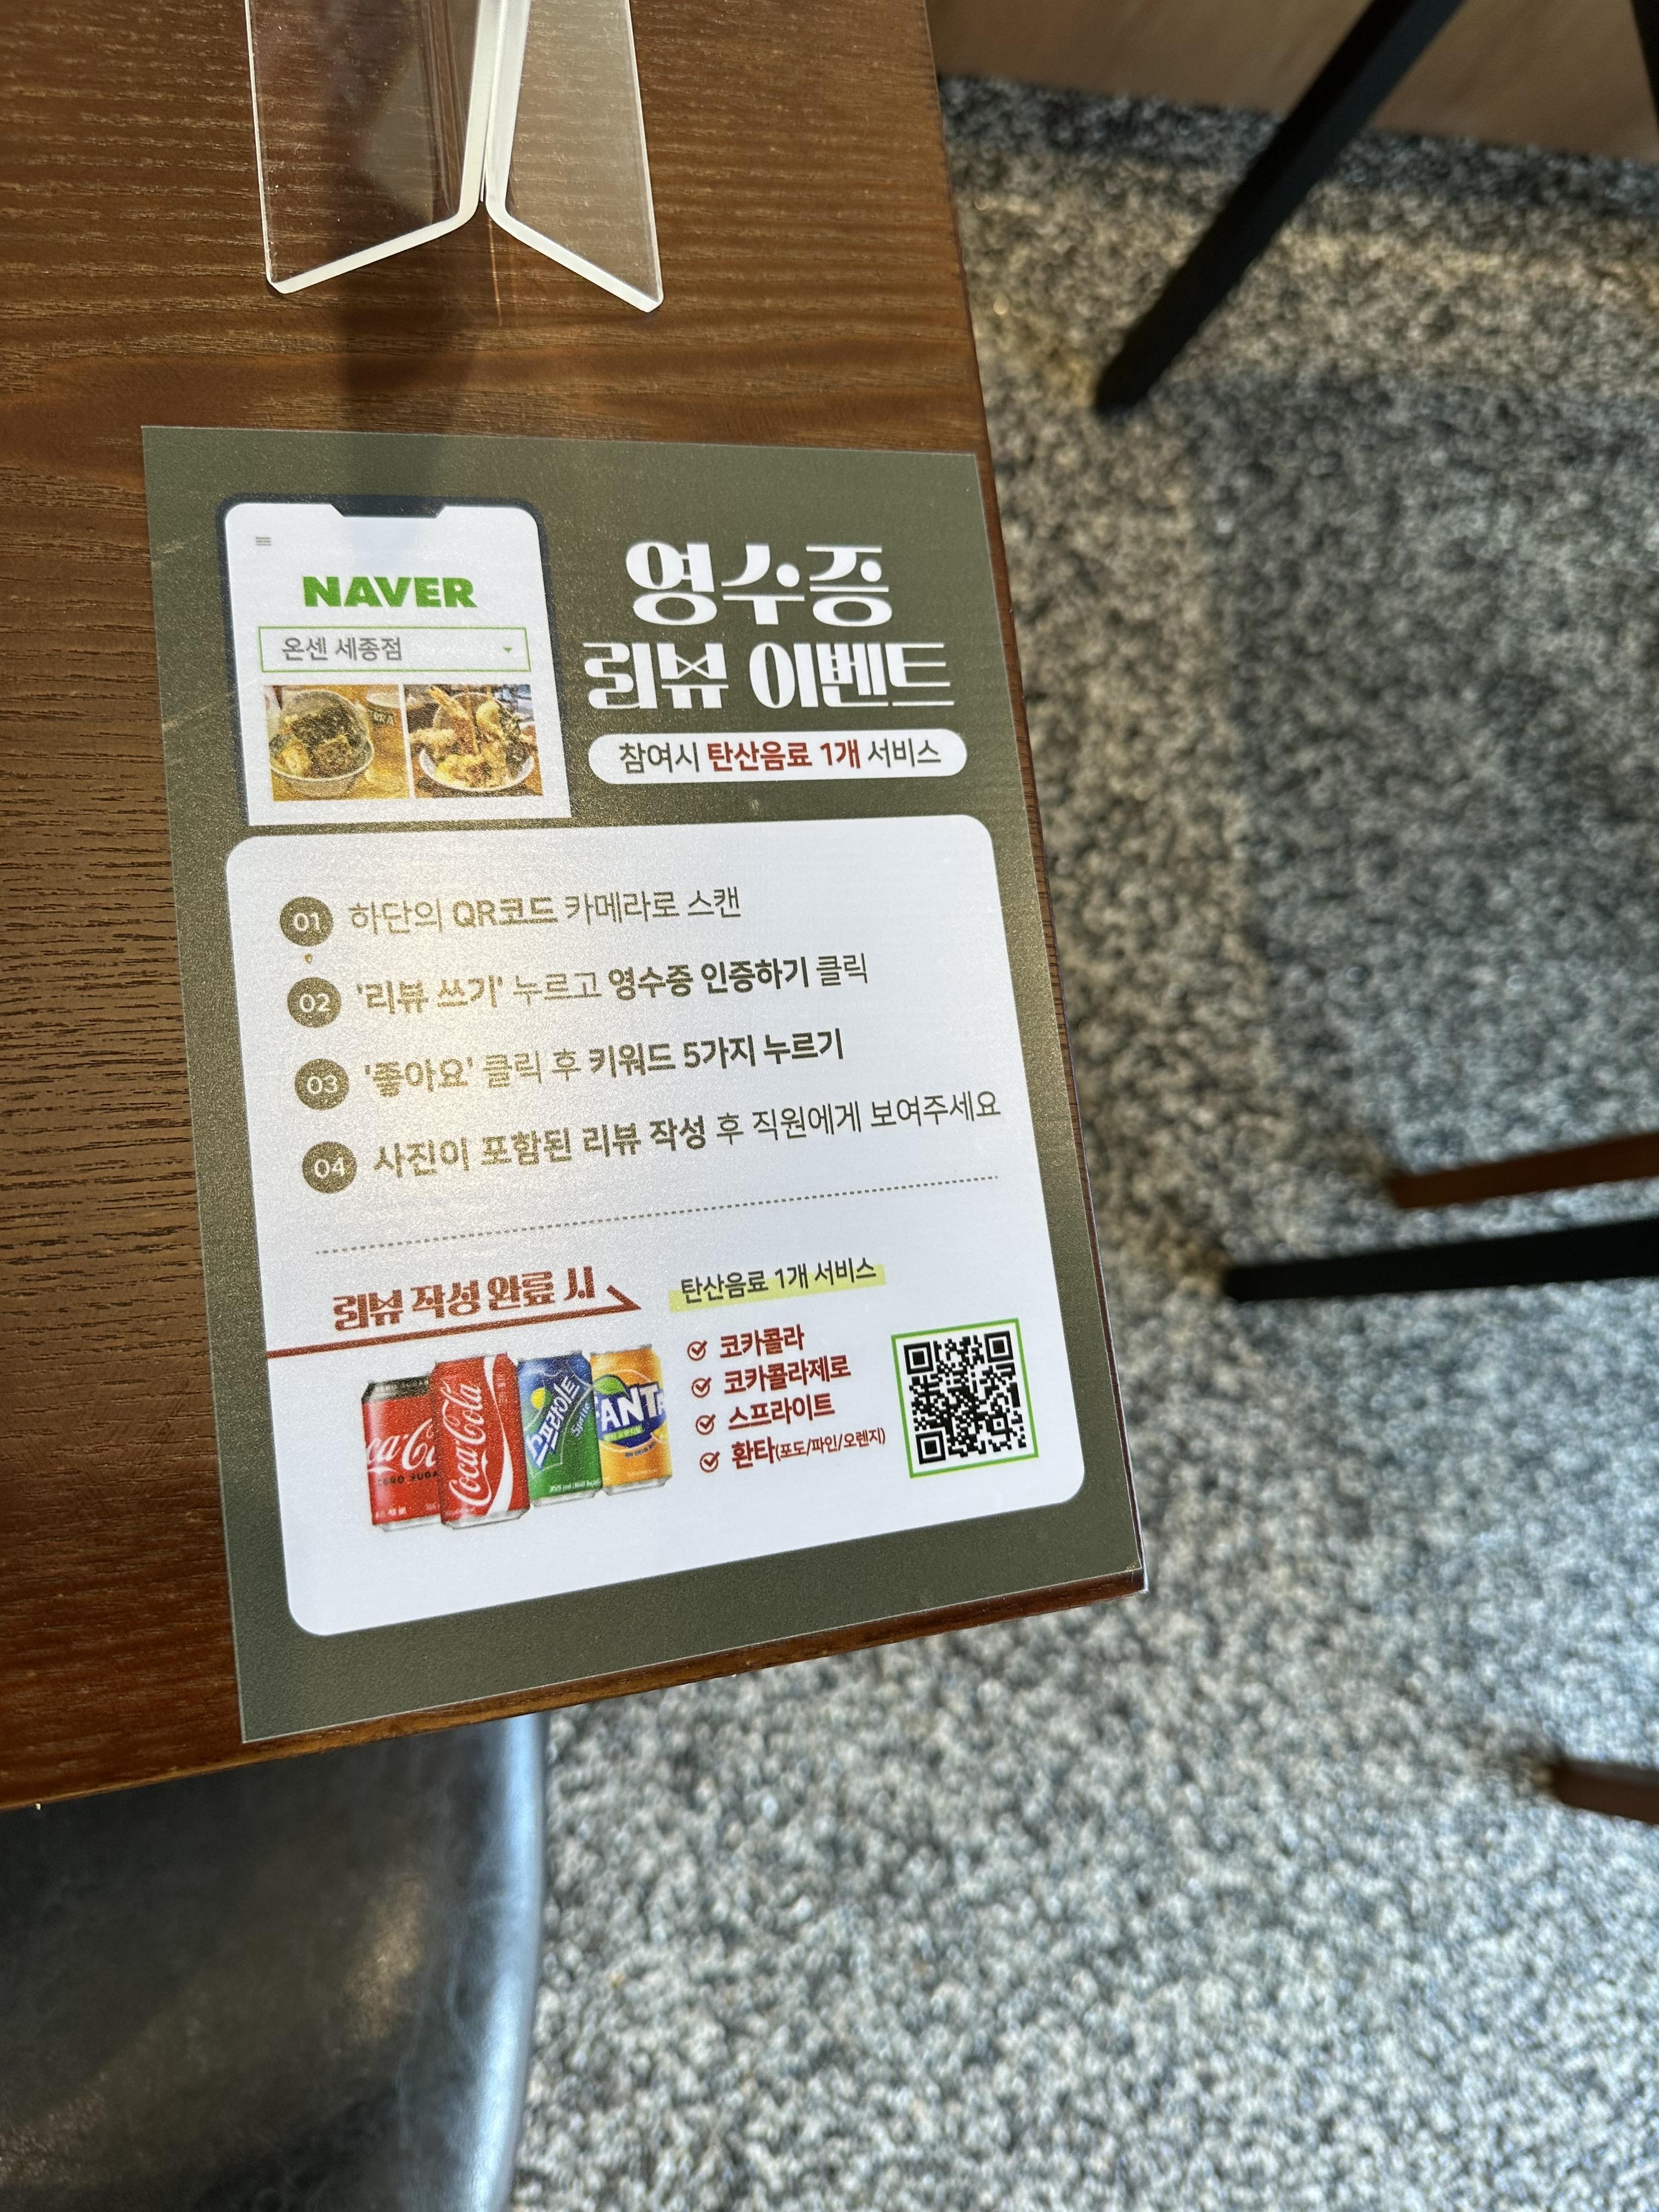 NAVER
온센 세종점
영수증
리뷰 이벤트
참여시 탄산음료 1개 서비스
01 하단의 QR코드 카메라로 스캔
02 '리뷰 쓰기' 누르고 영수증 인증하기 클릭
03 '좋아요' 클릭 후 키워드 5가지 누르기
04 사진이 포함된 리뷰 작성 후 직원에게 보여주세요
리뷰 작성 완료 시
탄산음료 1개 서비스
코카콜라
코카콜라제로
스프라이트
환타(포도/파인/오렌지)
Coca-Cola
스프라이트
Sprite
FANTA
ZERO SUGAR